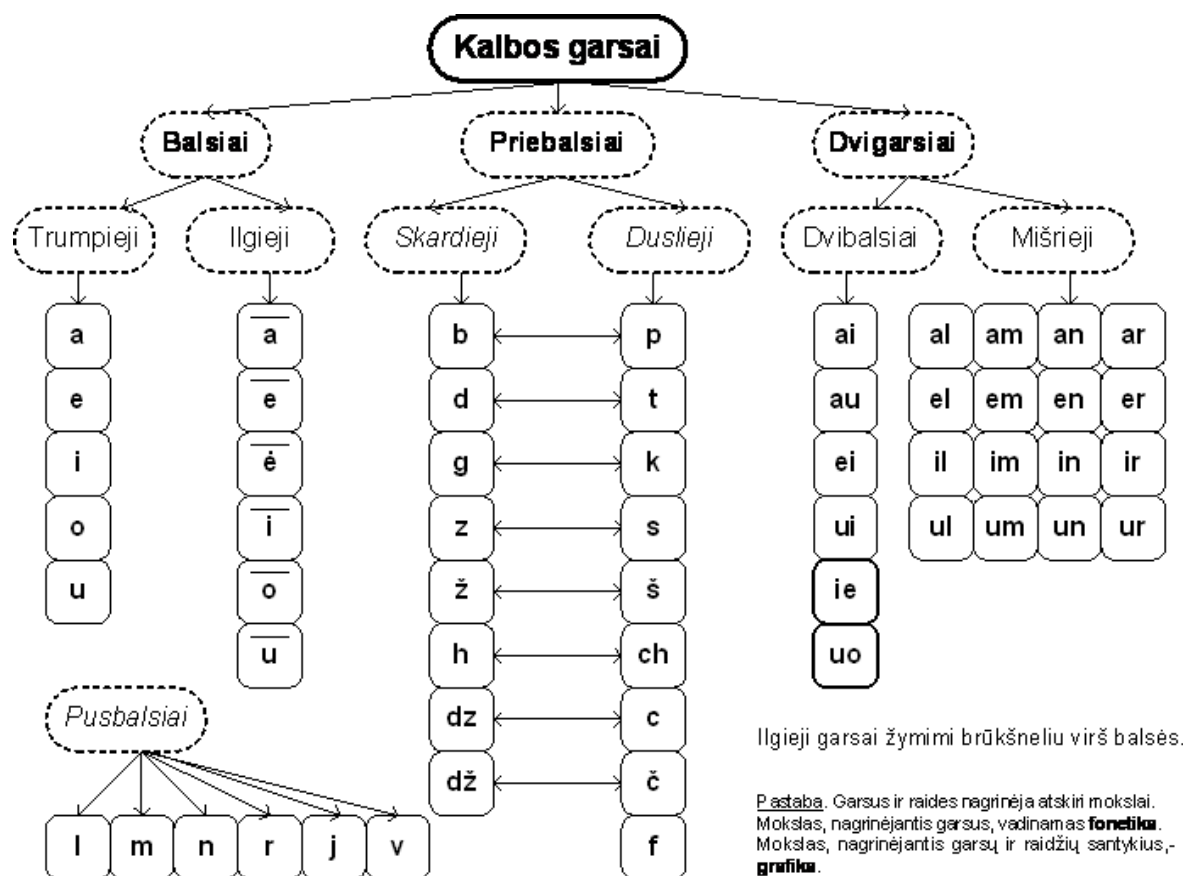 Kalbos garsai
Balsiai Priebalsiai Dvigarsiai
Trumpieji Ilgieji Skardieji Duslieji Dvibalsiai Mišrieji
a a̅ b p ai al am an ar
e e̅ d t au el em en er
i ė̅ g k ei il im in ir
o i̅ z s ui ul um un ur
u o̅ ž š ie
u̅ h ch uo
Pusbalsiai dz c
dž č
l m n r j v f
Ilgieji garsai žymimi brūkšneliu virš balsės.
Pastaba. Garsus ir raides nagrinėja atskiri mokslai.
Mokslas, nagrinėjantis garsus, vadinamas fonetika.
Mokslas, nagrinėjantis garsų ir raidžių santykius,-
grafika.